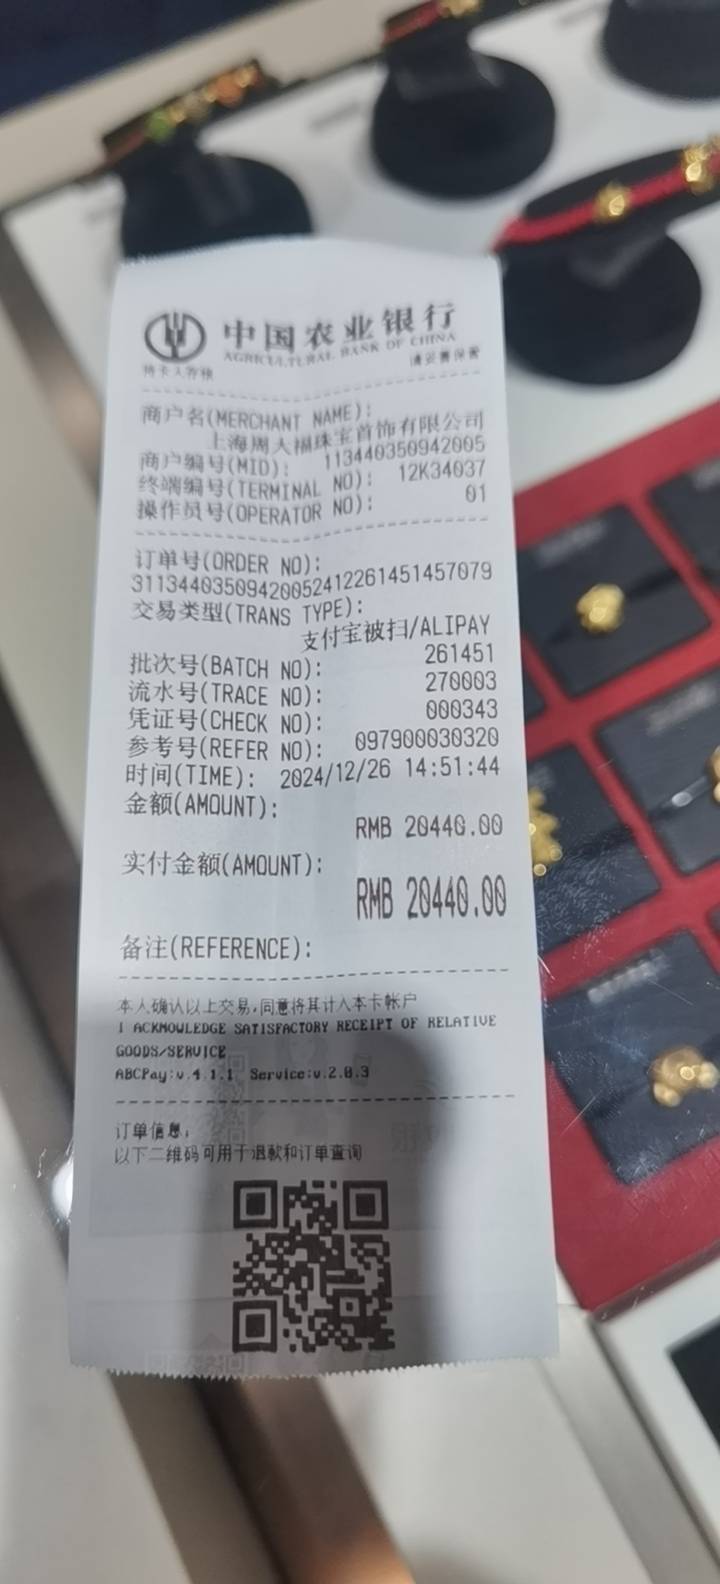 中国农业银行
AGRICULTURAL BANK OF CHINA
持卡人存根 请妥善保管
商户名(MERCHANT NAME):
上海周大福珠宝首饰有限公司
商户编号(MID): 113440350942005
终端编号(TERMINAL NO): 12K34037
操作员号(OPERATOR NO): 01
订单号(ORDER NO):
31134403509420052412261451457079
交易类型(TRANS TYPE):
支付宝被扫/ALIPAY
批次号(BATCH NO): 261451
流水号(TRACE NO): 270003
凭证号(CHECK NO): 000343
参考号(REFER NO): 097900030320
时间(TIME): 2024/12/26 14:51:44
金额(AMOUNT):
RMB 20440.00
实付金额(AMOUNT):
RMB 20440.00
备注(REFERENCE):
本人确认以上交易,同意将其计入本卡帐户
I ACKNOWLEDGE SATISFACTORY RECEIPT OF RELATIVE
GOODS/SERVICE
ABCPay:v.4.1.1 Service:v.2.0.3
订单信息:
以下二维码可用于退款和订单查询